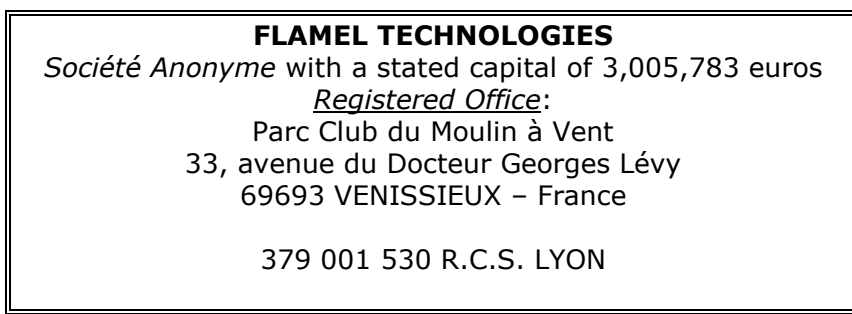 FLAMEL TECHNOLOGIES
Société Anonyme with a stated capital of 3,005,783 euros
Registered Office:
Parc Club du Moulin à Vent
33, avenue du Docteur Georges Lévy
69693 VENISSIEUX – France
379 001 530 R.C.S. LYON